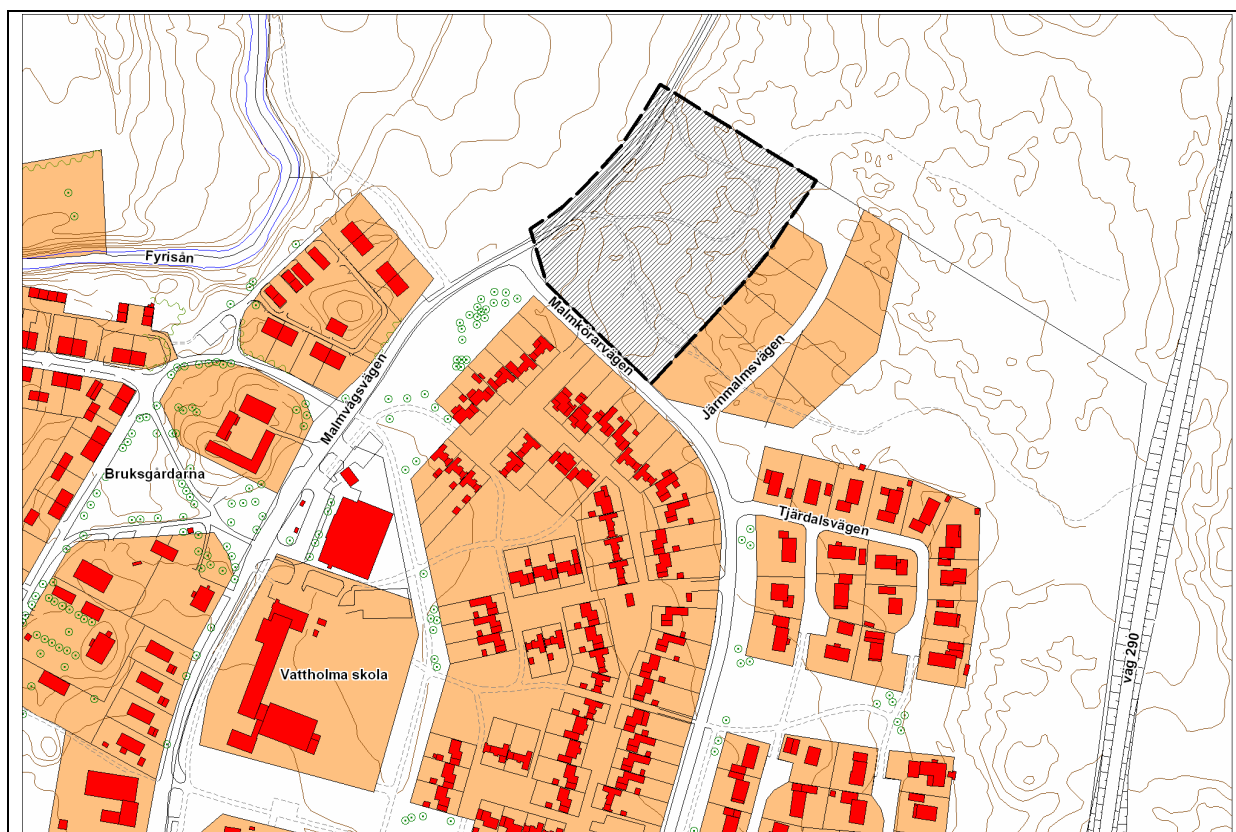 Fyrisån
Malmkörarvägen
Järnmalmsvägen
Malmvägsvägen
Bruksgårdarna
Tjärdalsvägen
Vattholma skola
väg 290